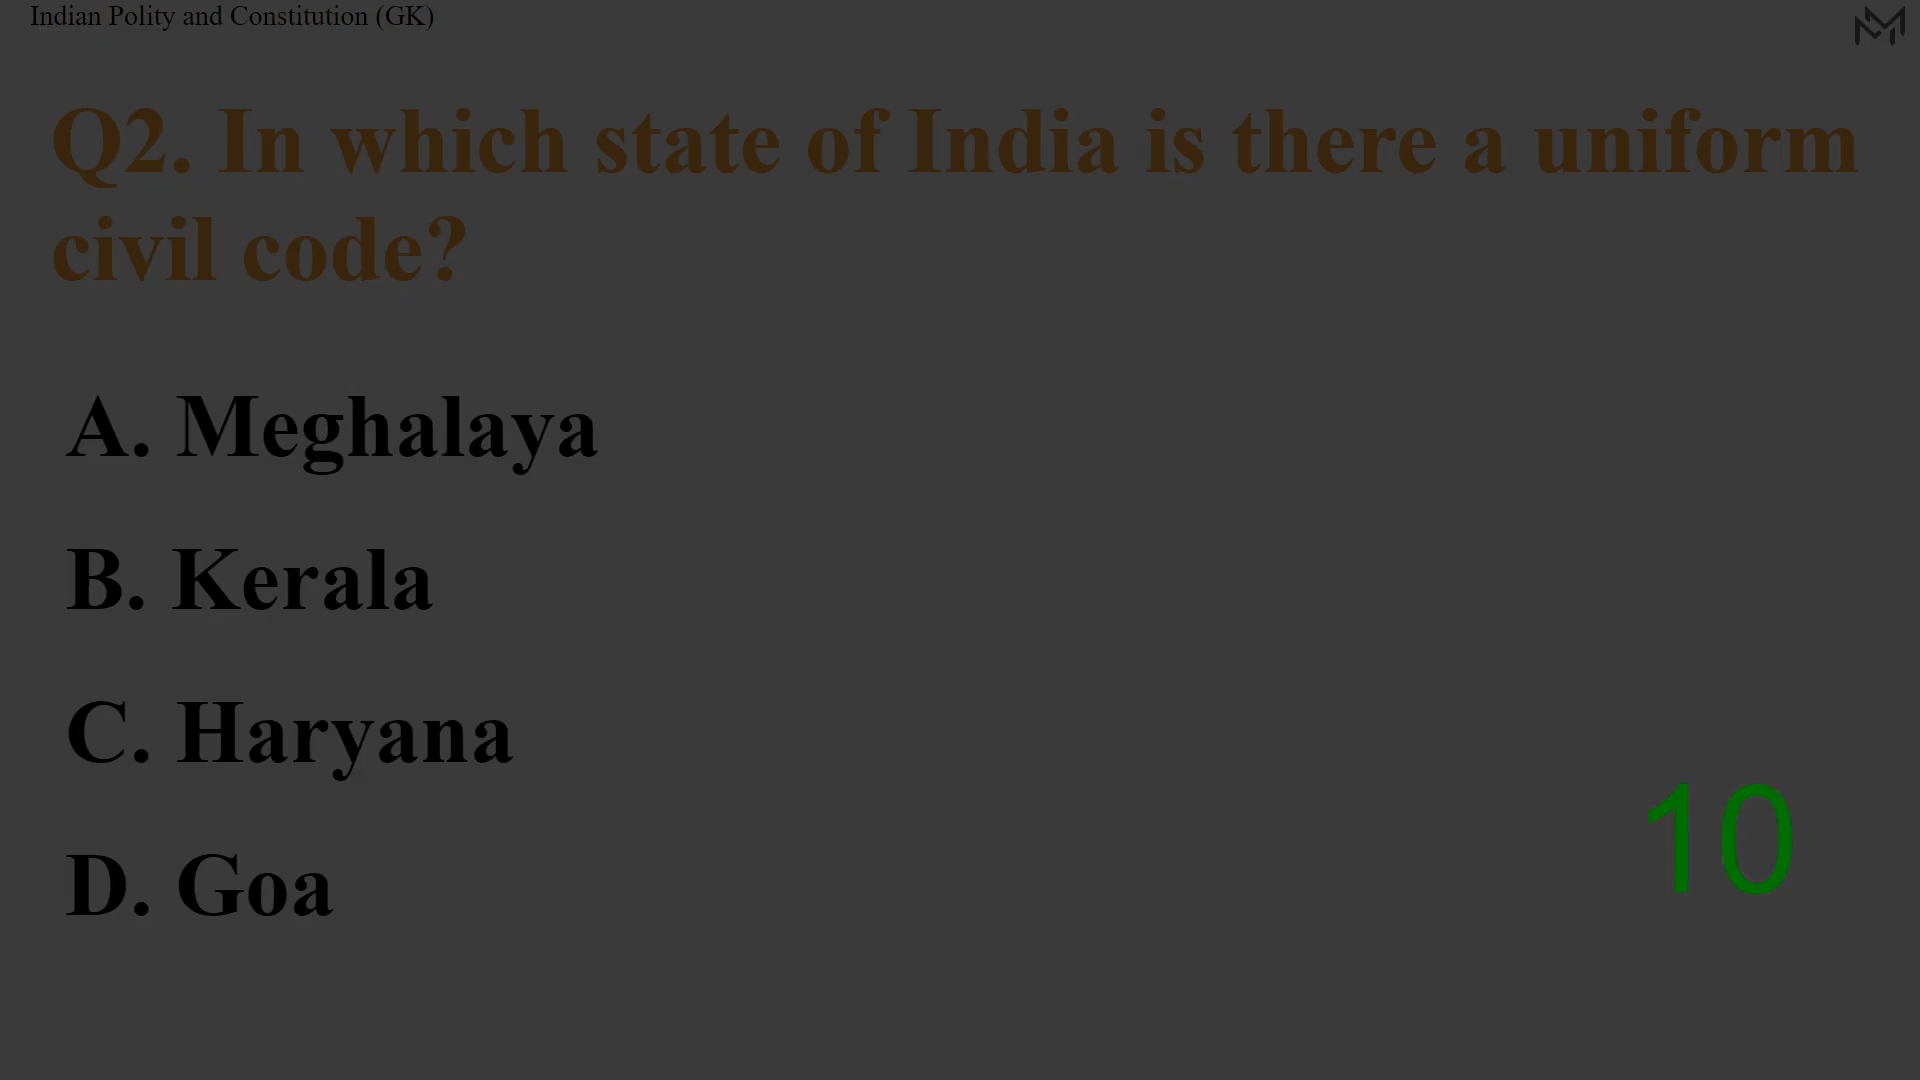 Indian Polity and Constitution (GK)
Q2. In which state of India is there a uniform
civil code?
A. Meghalaya
B. Kerala
C. Haryana
D. Goa
10